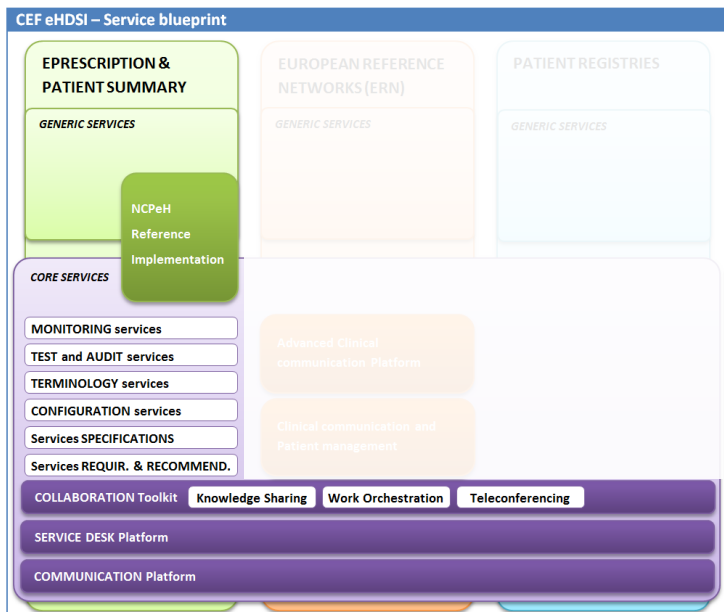 CEF eHDSI – Service blueprint
EPRESCRIPTION &
PATIENT SUMMARY
EUROPEAN REFERENCE
NETWORKS (ERN)
PATIENT REGISTRIES
GENERIC SERVICES
GENERIC SERVICES
GENERIC SERVICES
NCPeH
Reference
Implementation
CORE SERVICES
MONITORING services
TEST and AUDIT services
TERMINOLOGY services
CONFIGURATION services
Services SPECIFICATIONS
Services REQUIR. & RECOMMEND.
Advanced Clinical
communication Platform
Clinical communication and
Patient management
COLLABORATION Toolkit Knowledge Sharing Work Orchestration Teleconferencing
SERVICE DESK Platform
COMMUNICATION Platform